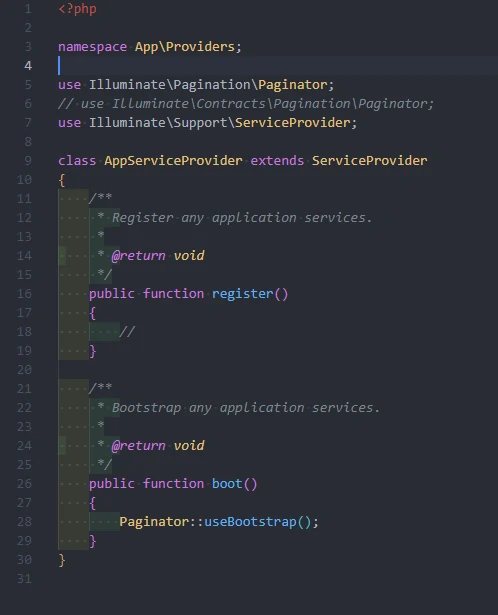 1 <?php
2
3 namespace App\Providers;
4
5 use Illuminate\Pagination\Paginator;
6 // use Illuminate\Contracts\Pagination\Paginator;
7 use Illuminate\Support\ServiceProvider;
8
9 class AppServiceProvider extends ServiceProvider
10 {
11     /**
12      * Register any application services.
13      *
14      * @return void
15      */
16     public function register()
17     {
18         //
19     }
20
21     /**
22      * Bootstrap any application services.
23      *
24      * @return void
25      */
26     public function boot()
27     {
28         Paginator::useBootstrap();
29     }
30 }
31